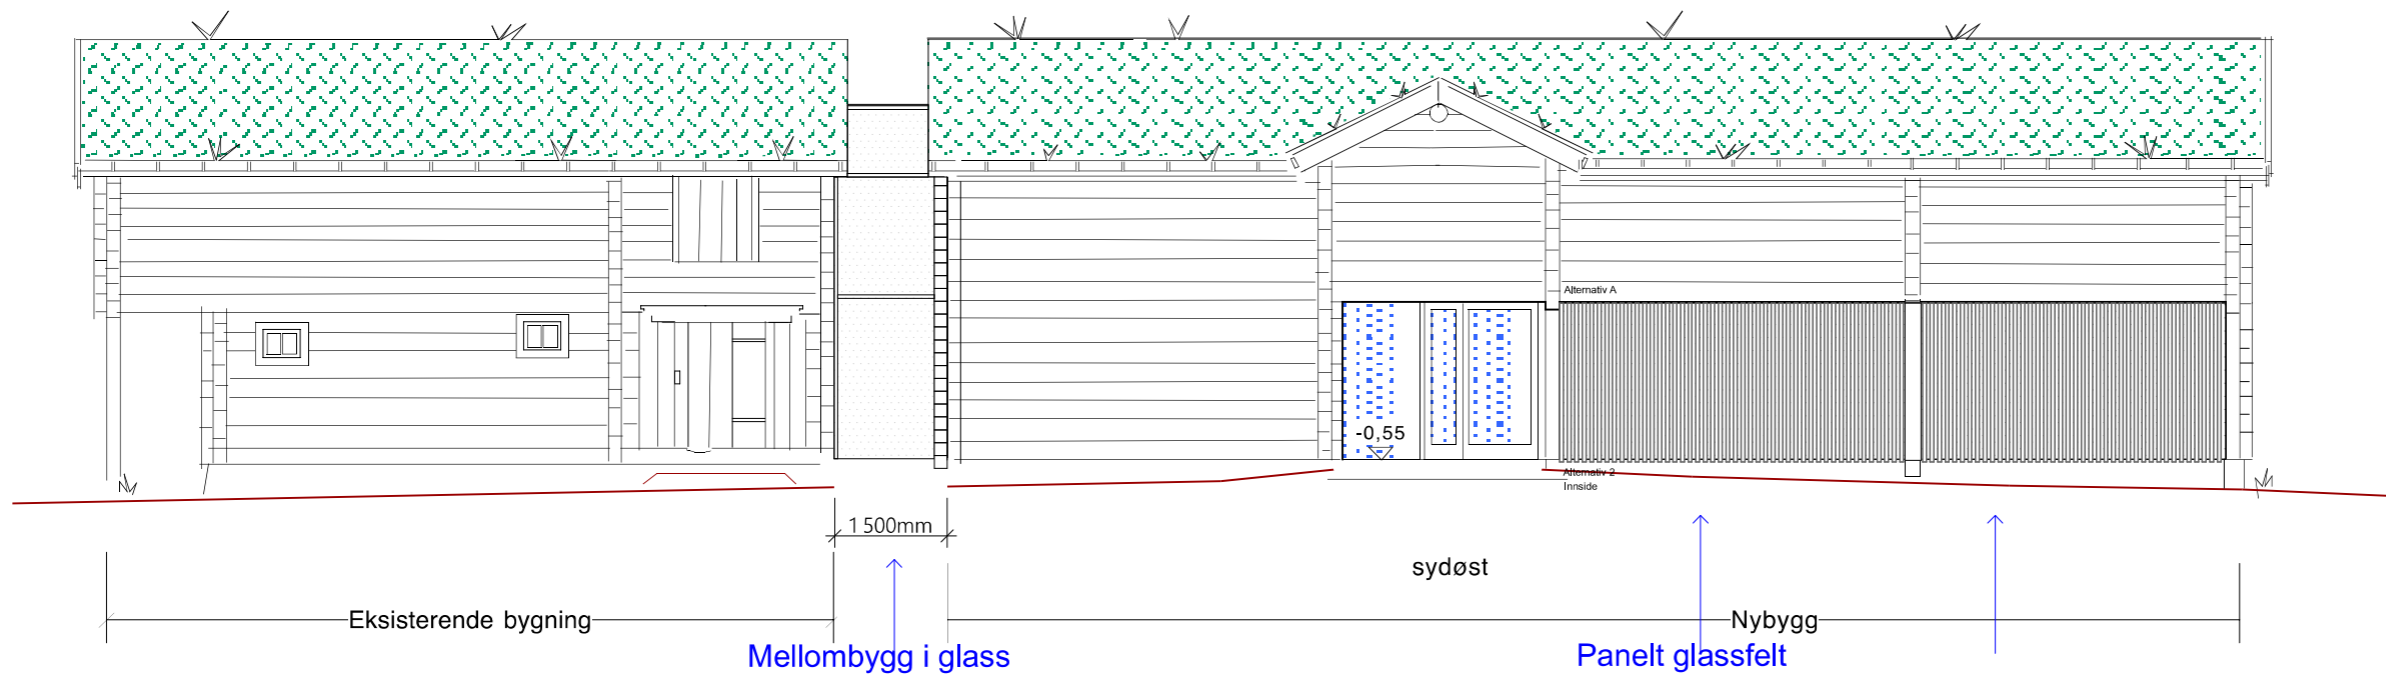 Alternativ A
-0,55
Alternativ 2
Innside
1 500mm
sydøst
Eksisterende bygning
Nybygg
Mellombygg i glass
Panelt glassfelt